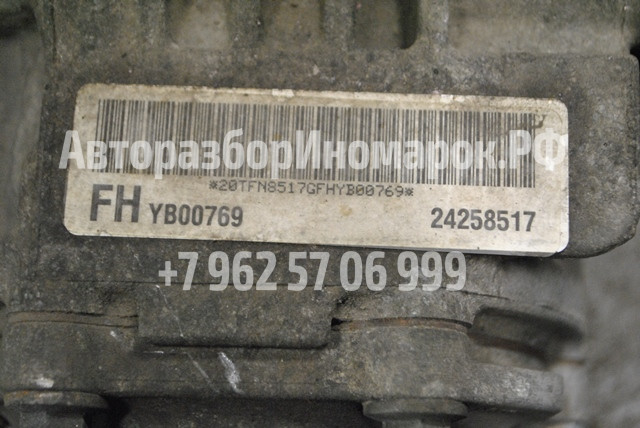 АвторазборИномарок.РФ
*20TFN8517GFHYB00769*
FH YB00769 24258517
+7 962 57 06 999